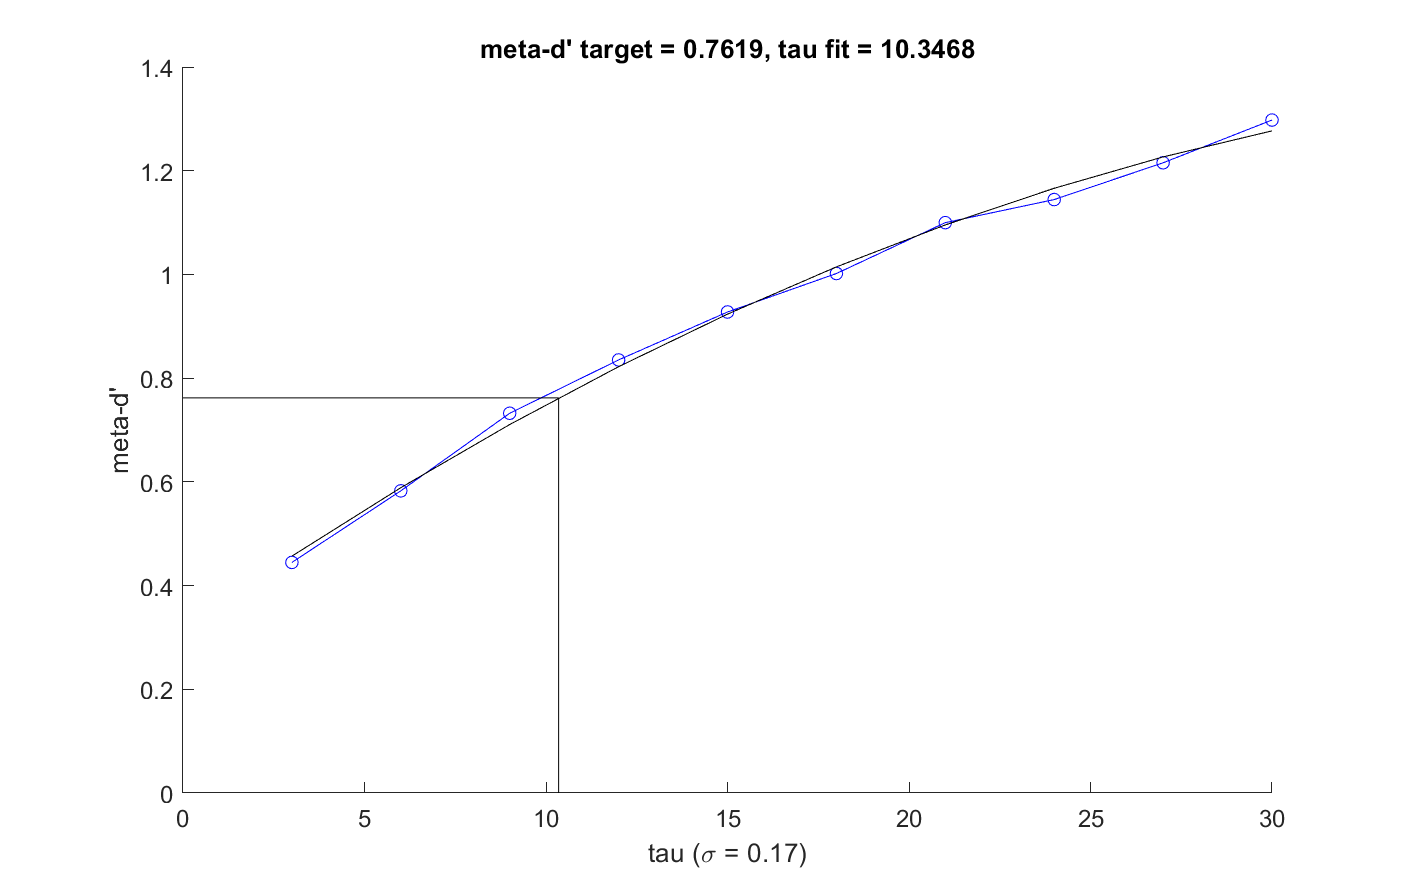 meta-d' target = 0.7619, tau fit = 10.3468
1.4
1.2
1
0.8
0.6
0.4
0.2
0
meta-d'
0 5 10 15 20 25 30
tau (σ = 0.17)